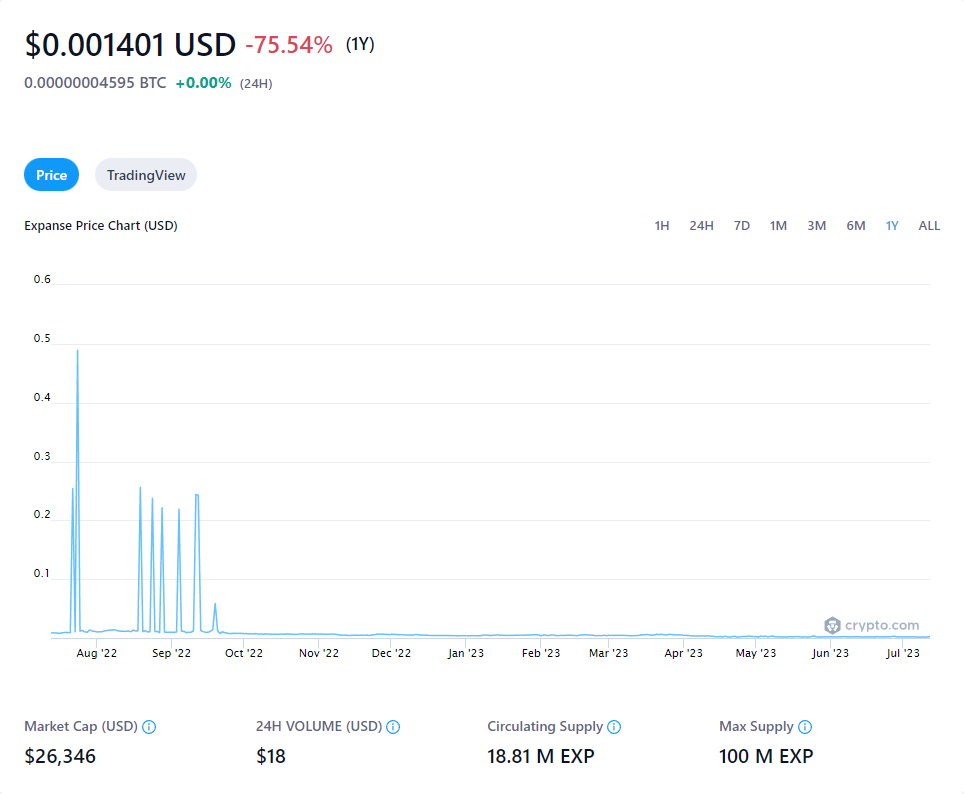 $0.001401 USD -75.54% (1Y)
0.00000004595 BTC +0.00% (24H)
Price TradingView
Expanse Price Chart (USD)
1H 24H 7D 1M 3M 6M 1Y ALL
0.6
0.5
0.4
0.3
0.2
0.1
crypto.com
Aug '22 Sep '22 Oct '22 Nov '22 Dec '22 Jan '23 Feb '23 Mar '23 Apr '23 May '23 Jun '23 Jul '23
Market Cap (USD) 24H VOLUME (USD) Circulating Supply Max Supply
$26,346 $18 18.81 M EXP 100 M EXP